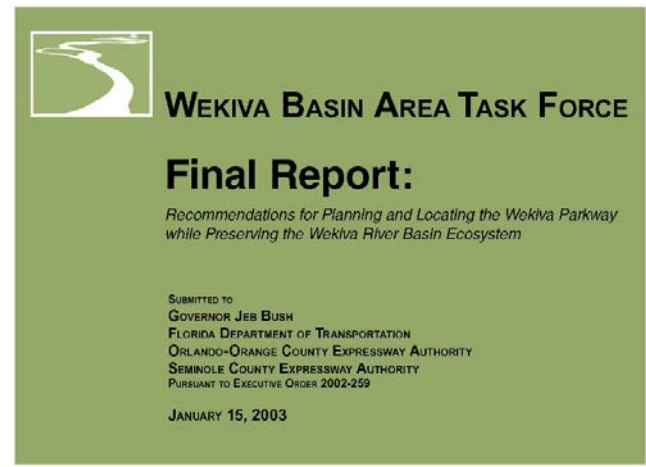 WEKIVA BASIN AREA TASK FORCE
Final Report:
Recommendations for Planning and Locating the Wekiva Parkway
while Preserving the Wekiva River Basin Ecosystem
SUBMITTED TO
GOVERNOR JEB BUSH
FLORIDA DEPARTMENT OF TRANSPORTATION
ORLANDO-ORANGE COUNTY EXPRESSWAY AUTHORITY
SEMINOLE COUNTY EXPRESSWAY AUTHORITY
PURSUANT TO EXECUTIVE ORDER 2002-259
JANUARY 15, 2003